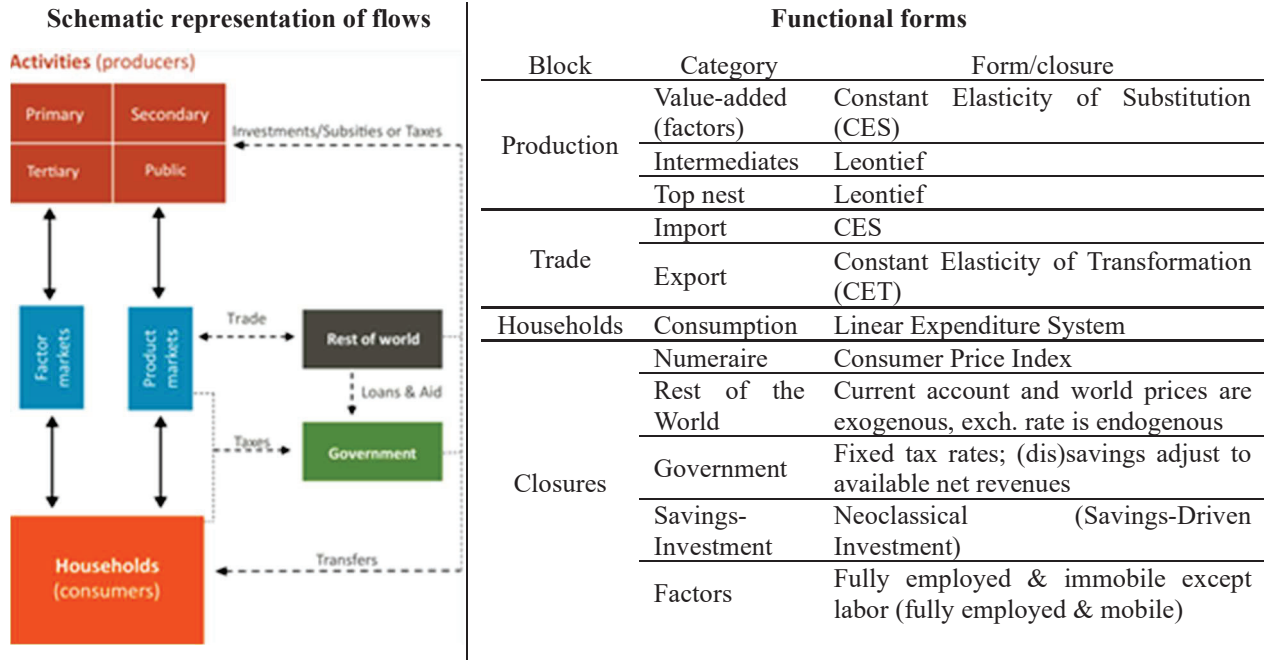 Schematic representation of flows
Activities (producers)
Primary
Secondary
Tertiary
Public
Investments/Subsities or Taxes
Factor
markets
Product
markets
Trade
Rest of world
Loans & Aid
Taxes
Government
Transfers
Households
(consumers)
Functional forms
Block Category Form/closure
Production
Value-added Constant Elasticity of Substitution
(factors) (CES)
Intermediates Leontief
Top nest Leontief
Trade
Import CES
Export
Constant Elasticity of Transformation
(CET)
Households Consumption Linear Expenditure System
Closures
Numeraire Consumer Price Index
Rest of the Current account and world prices are
World exogenous, exch. rate is endogenous
Government
Fixed tax rates; (dis)savings adjust to
available net revenues
Savings- Neoclassical (Savings-Driven
Investment Investment)
Factors
Fully employed & immobile except
labor (fully employed & mobile)